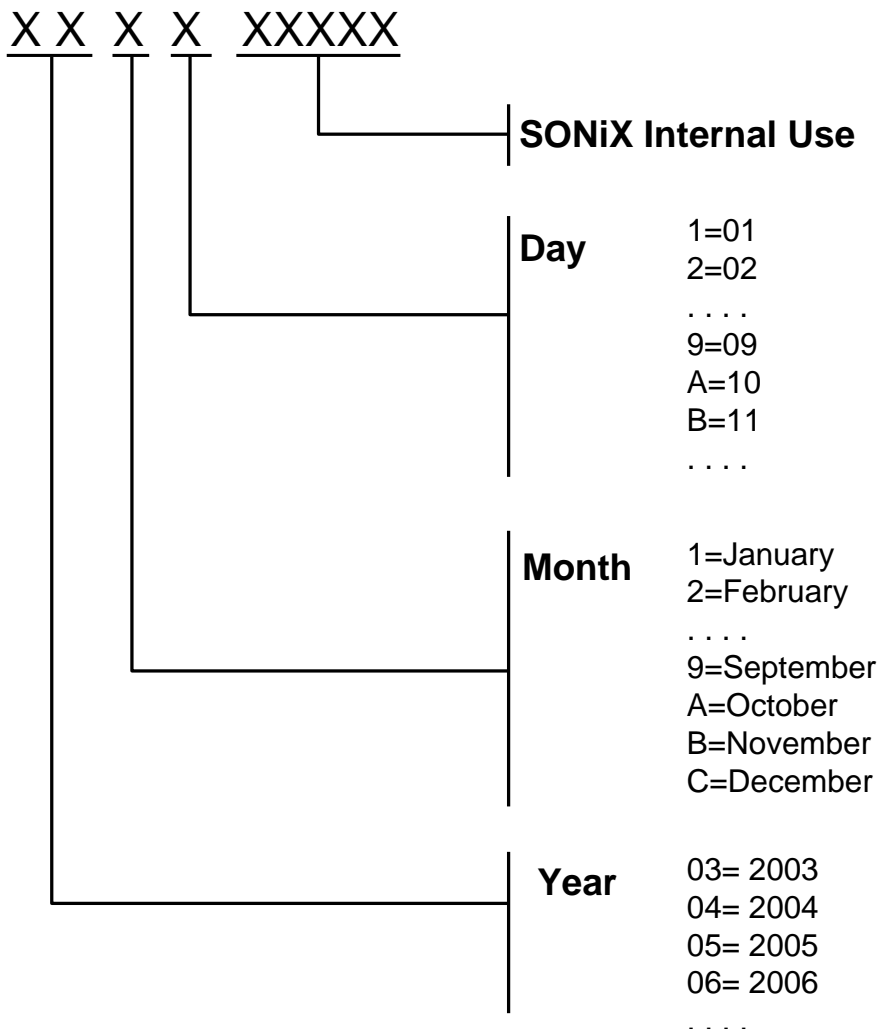 X X X X XXXXX
SONiX Internal Use
Day
1=01
2=02
. . . .
9=09
A=10
B=11
. . . .
Month
1=January
2=February
. . . .
9=September
A=October
B=November
C=December
Year
03= 2003
04= 2004
05= 2005
06= 2006
. . . .